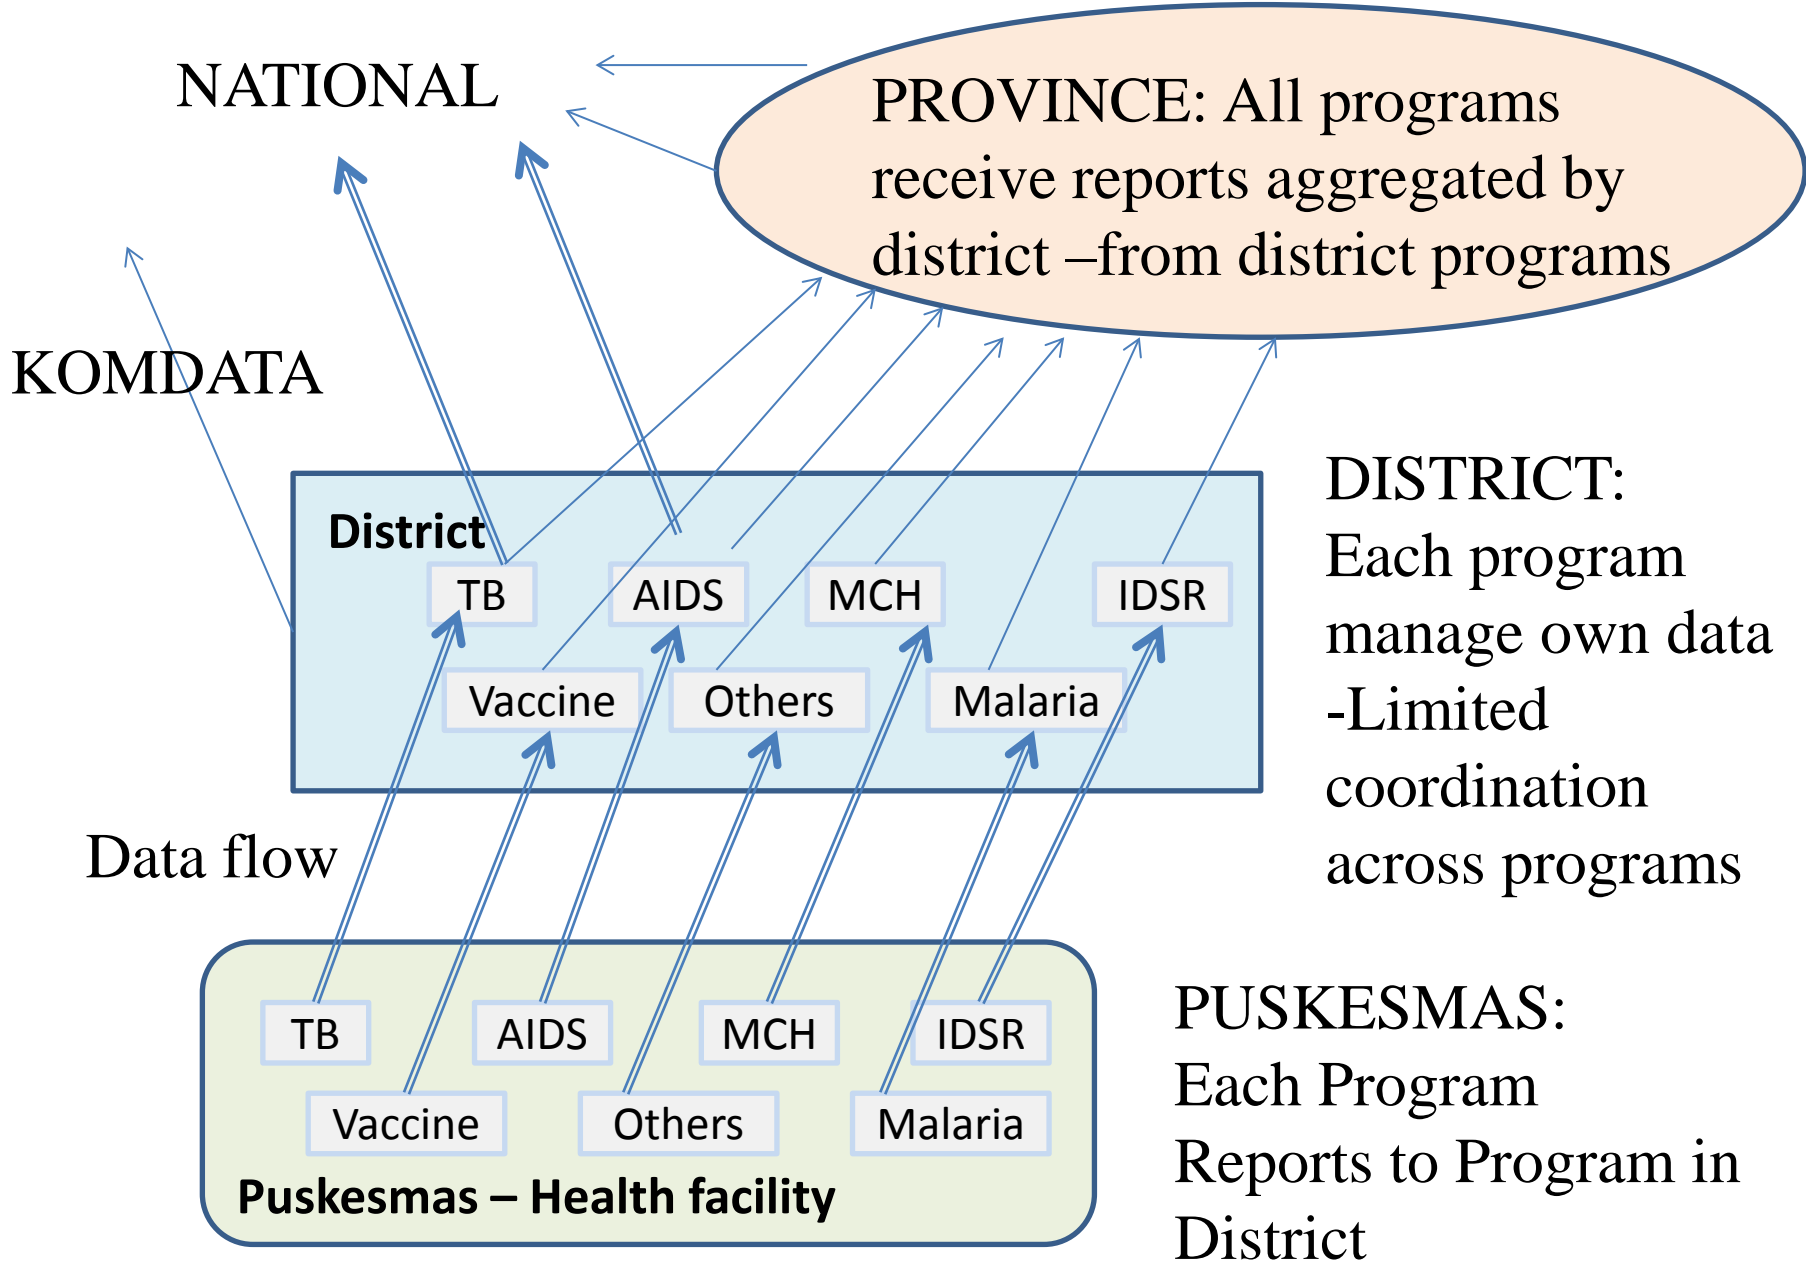 NATIONAL
PROVINCE: All programs
receive reports aggregated by
district –from district programs
KOMDATA
District
TB
AIDS
MCH
IDSR
Vaccine
Others
Malaria
DISTRICT:
Each program
manage own data
-Limited
coordination
across programs
Data flow
TB
AIDS
MCH
IDSR
Vaccine
Others
Malaria
Puskesmas – Health facility
PUSKESMAS:
Each Program
Reports to Program in
District